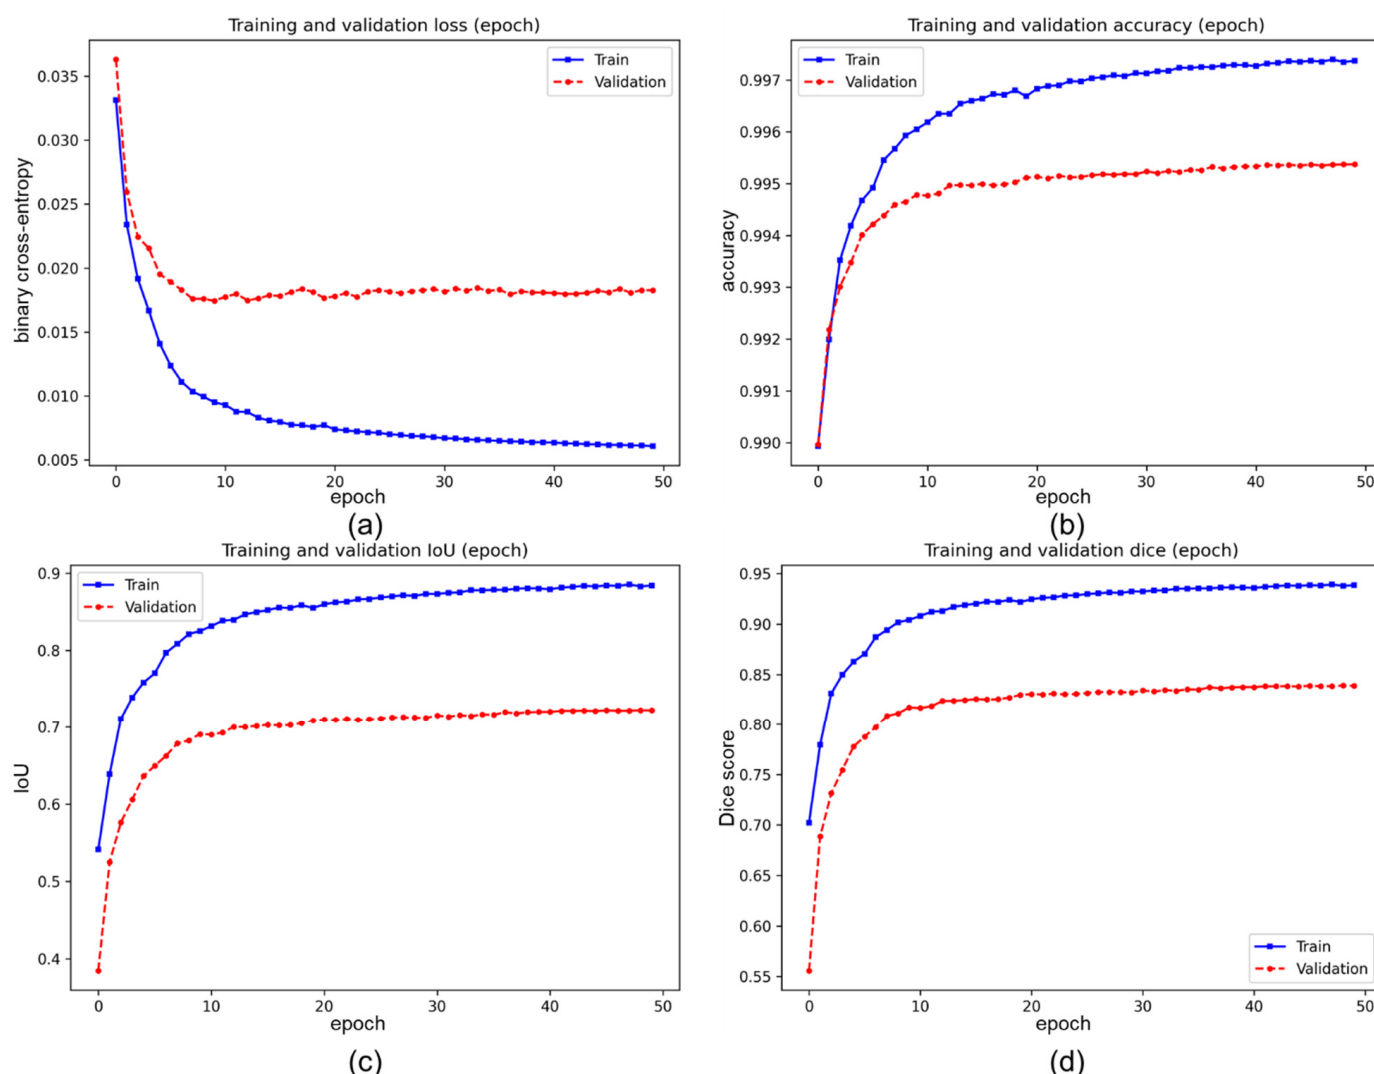 Training and validation loss (epoch)
Train
Validation
0.035
0.030
0.025
0.020
0.015
0.010
0.005
binary cross-entropy
0 10 20 30 40 50
epoch
(a)
Training and validation accuracy (epoch)
Train
Validation
0.997
0.996
0.995
0.994
0.993
0.992
0.991
0.990
accuracy
0 10 20 30 40 50
epoch
(b)
Training and validation IoU (epoch)
Train
Validation
0.9
0.8
0.7
0.6
0.5
0.4
IoU
0 10 20 30 40 50
epoch
(c)
Training and validation dice (epoch)
0.95
0.90
0.85
0.80
0.75
0.70
0.65
0.60
0.55
Dice score
Train
Validation
0 10 20 30 40 50
epoch
(d)